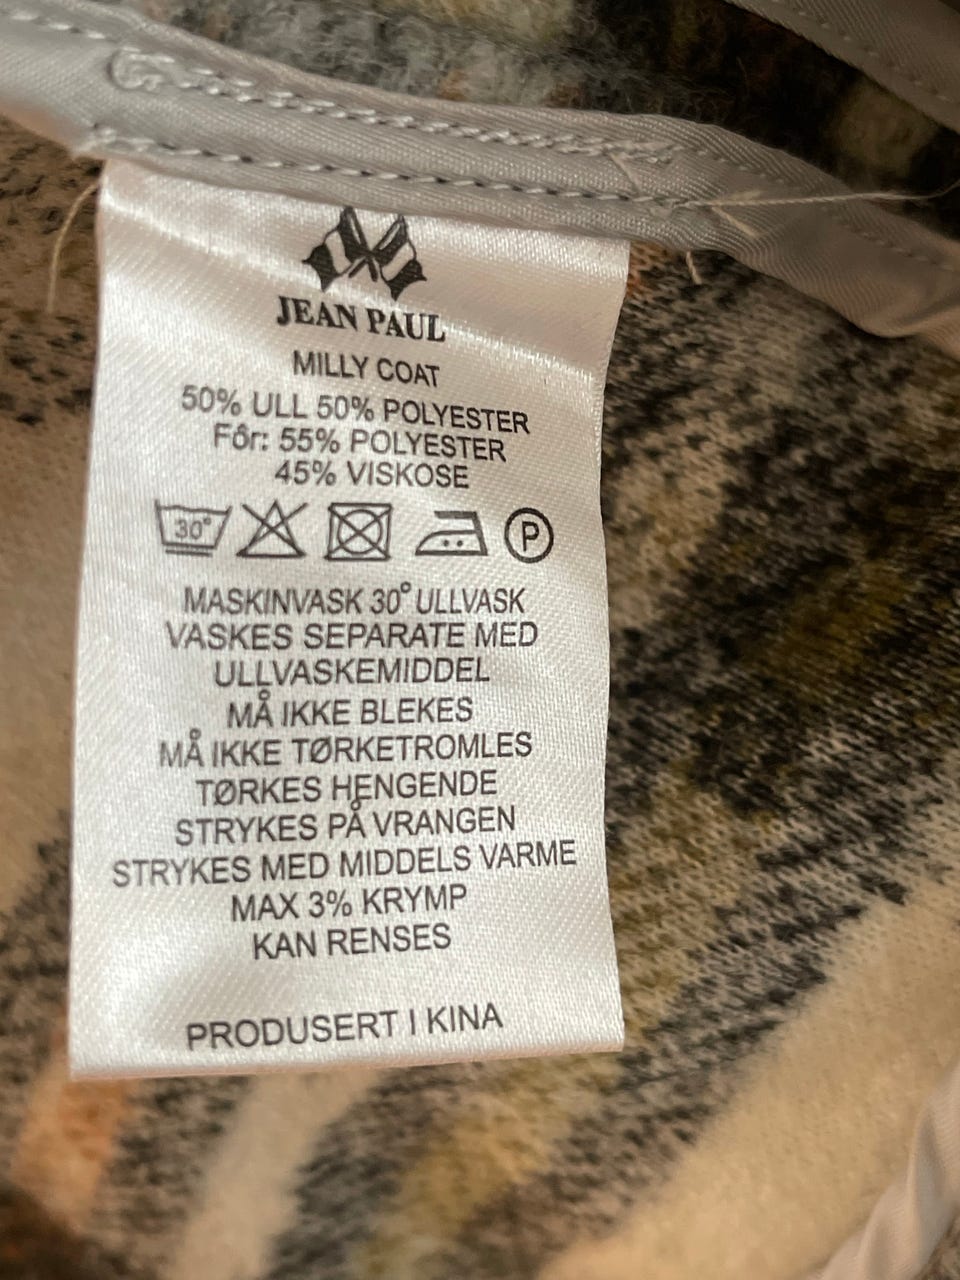 JEAN PAUL
MILLY COAT
50% ULL 50% POLYESTER
Fôr: 55% POLYESTER
45% VISKOSE
30° P
MASKINVASK 30° ULLVASK
VASKES SEPARATE MED
ULLVASKEMIDDEL
MÅ IKKE BLEKES
MÅ IKKE TØRKETROMLES
TØRKES HENGENDE
STRYKES PÅ VRANGEN
STRYKES MED MIDDELS VARME
MAX 3% KRYMP
KAN RENSES
PRODUSERT I KINA